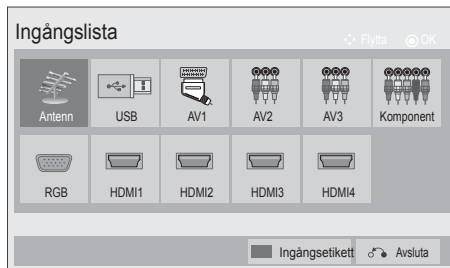 Ingångslista
Flytta OK
Antenn USB AV1 AV2 AV3 Komponent
RGB HDMI1 HDMI2 HDMI3 HDMI4
Ingångsetikett Avsluta